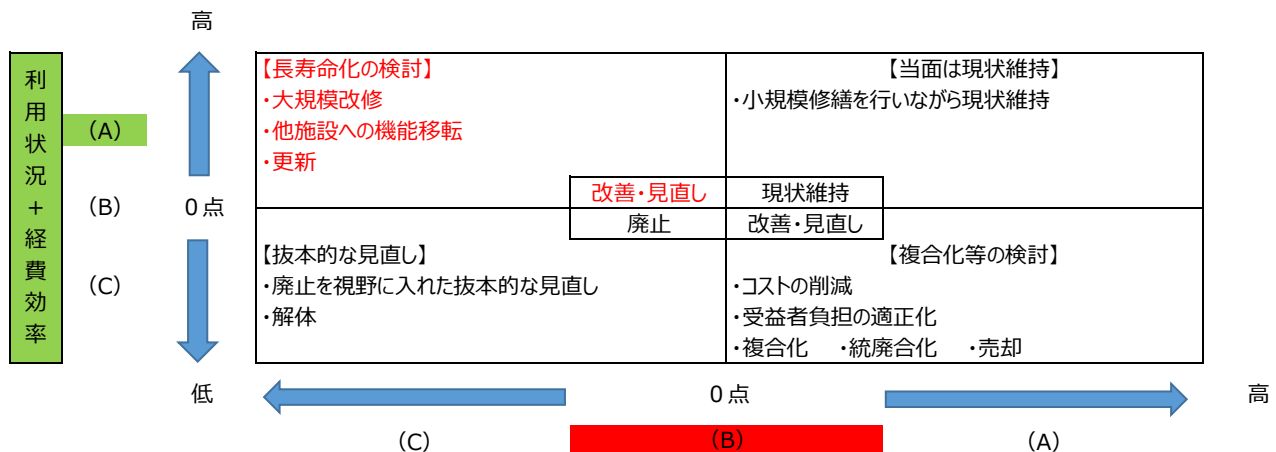 高
利用状況+経費効率
(A)
(B)
(C)
0点
低
【長寿命化の検討】
・大規模改修
・他施設への機能移転
・更新
【当面は現状維持】
・小規模修繕を行いながら現状維持
改善・見直し
現状維持
廃止
改善・見直し
【抜本的な見直し】
・廃止を視野に入れた抜本的な見直し
・解体
【複合化等の検討】
・コストの削減
・受益者負担の適正化
・複合化 ・統廃合化 ・売却
0点
高
(C)
(B)
(A)